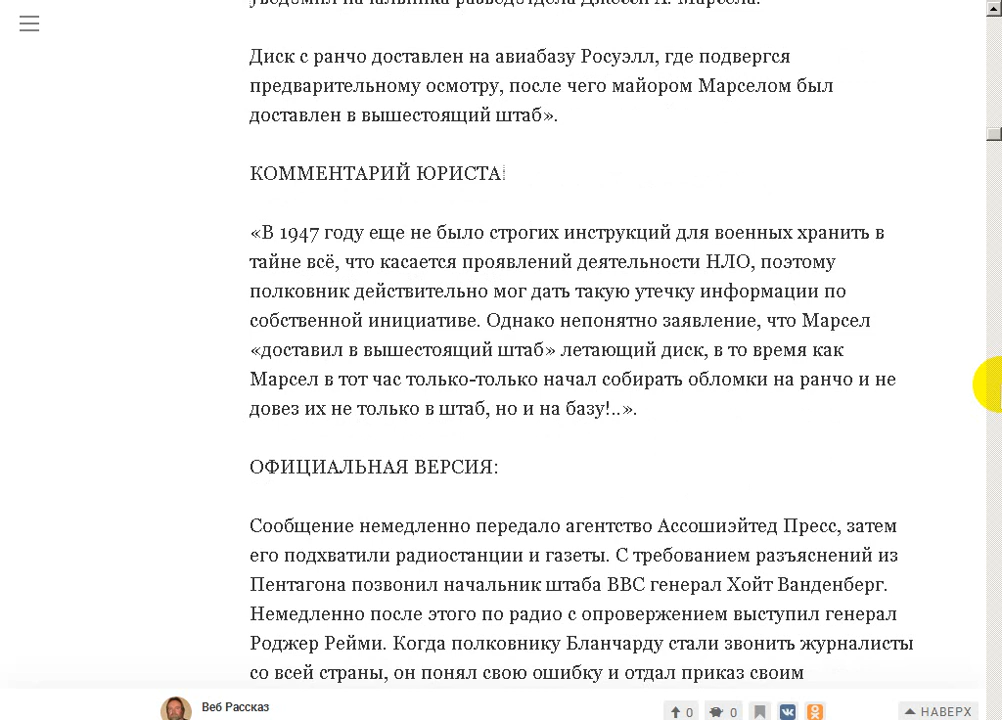 уведомил начальника разведотдела Джесси А. Марсела.
Диск с ранчо доставлен на авиабазу Росуэлл, где подвергся
предварительному осмотру, после чего майором Марселом был
доставлен в вышестоящий штаб».
КОММЕНТАРИЙ ЮРИСТА
«В 1947 году еще не было строгих инструкций для военных хранить в
тайне всё, что касается проявлений деятельности НЛО, поэтому
полковник действительно мог дать такую утечку информации по
собственной инициативе. Однако непонятно заявление, что Марсел
«доставил в вышестоящий штаб» летающий диск, в то время как
Марсел в тот час только-только начал собирать обломки на ранчо и не
довез их не только в штаб, но и на базу!..».
ОФИЦИАЛЬНАЯ ВЕРСИЯ:
Сообщение немедленно передало агентство Ассошиэйтед Пресс, затем
его подхватили радиостанции и газеты. С требованием разъяснений из
Пентагона позвонил начальник штаба ВВС генерал Хойт Ванденберг.
Немедленно после этого по радио с опровержением выступил генерал
Роджер Рейми. Когда полковнику Бланчарду стали звонить журналисты
со всей страны, он понял свою ошибку и отдал приказ своим
Веб Рассказ
0 0 НАВЕРХ